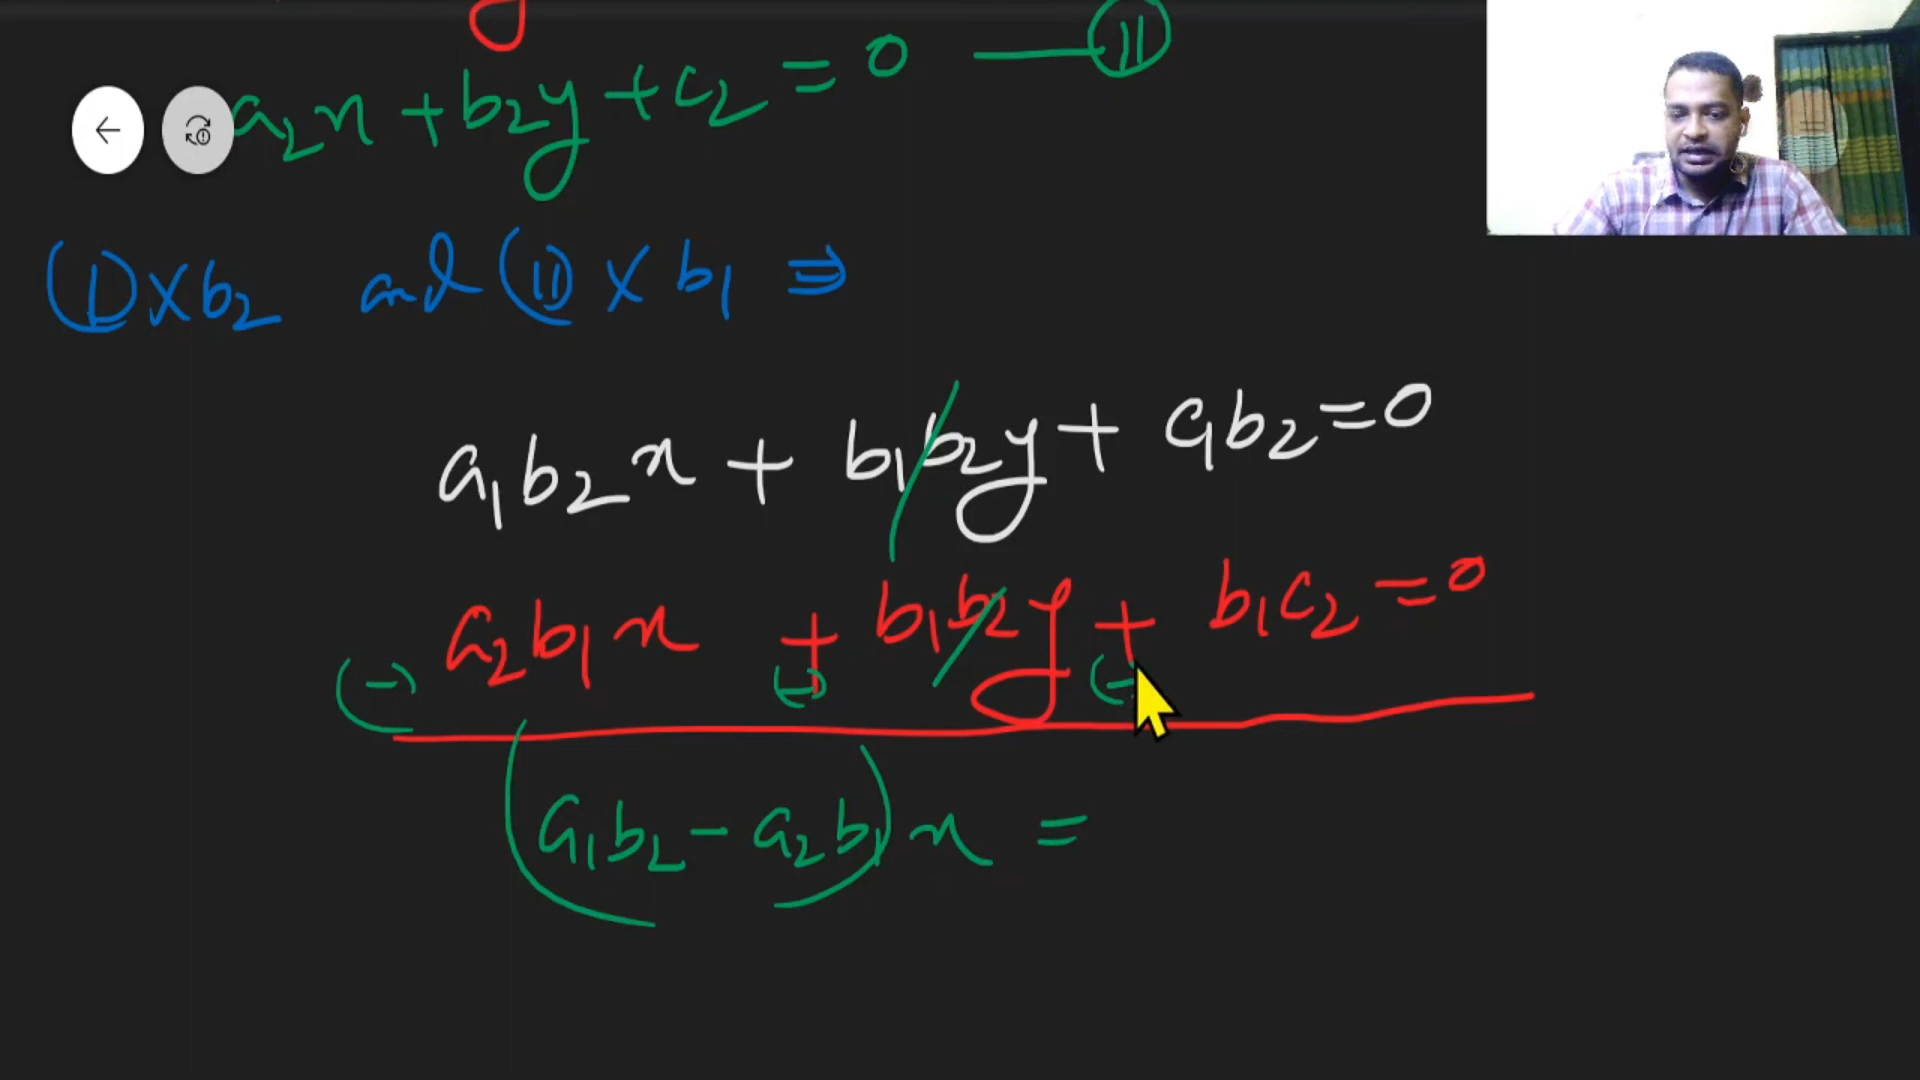 a₂x + b₂y + c₂ = 0 — (II)
(I) × b₂ and (II) × b₁ ⇒
a₁b₂x + b₁b₂y + c₁b₂ = 0
a₂b₁x + b₁b₂y + b₁c₂ = 0
(-) (-) (-
(a₁b₂ - a₂b₁) x =